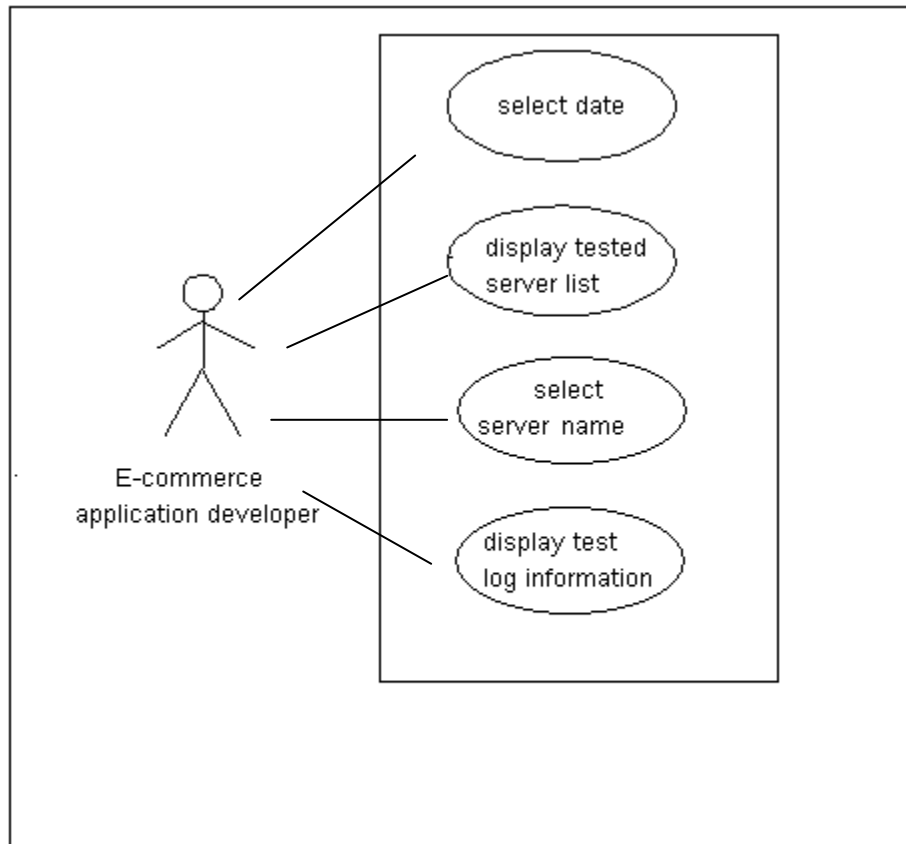 select date
display tested
server list
select
server name
display test
log information
E-commerce
application developer